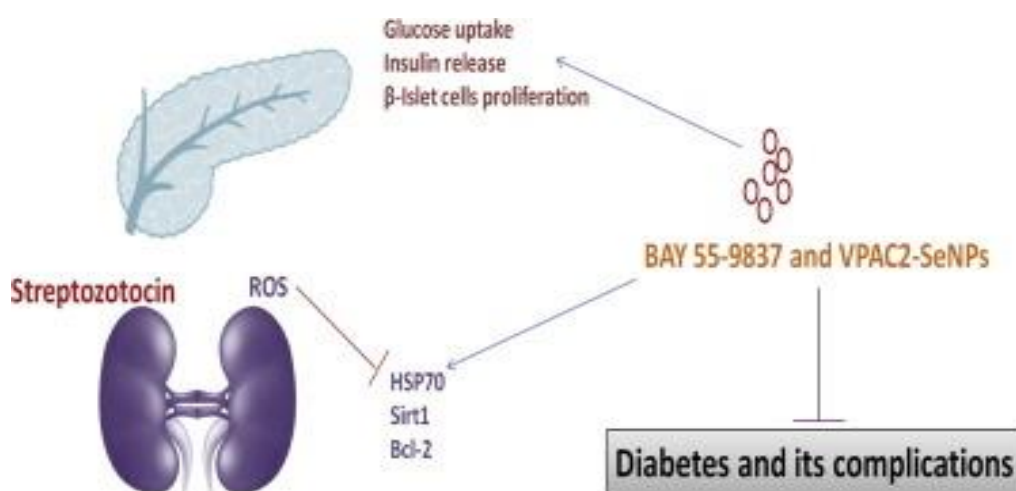 Glucose uptake
Insulin release
β-Islet cells proliferation
BAY 55-9837 and VPAC2-SeNPs
Streptozotocin
ROS
HSP70
Sirt1
Bcl-2
Diabetes and its complications